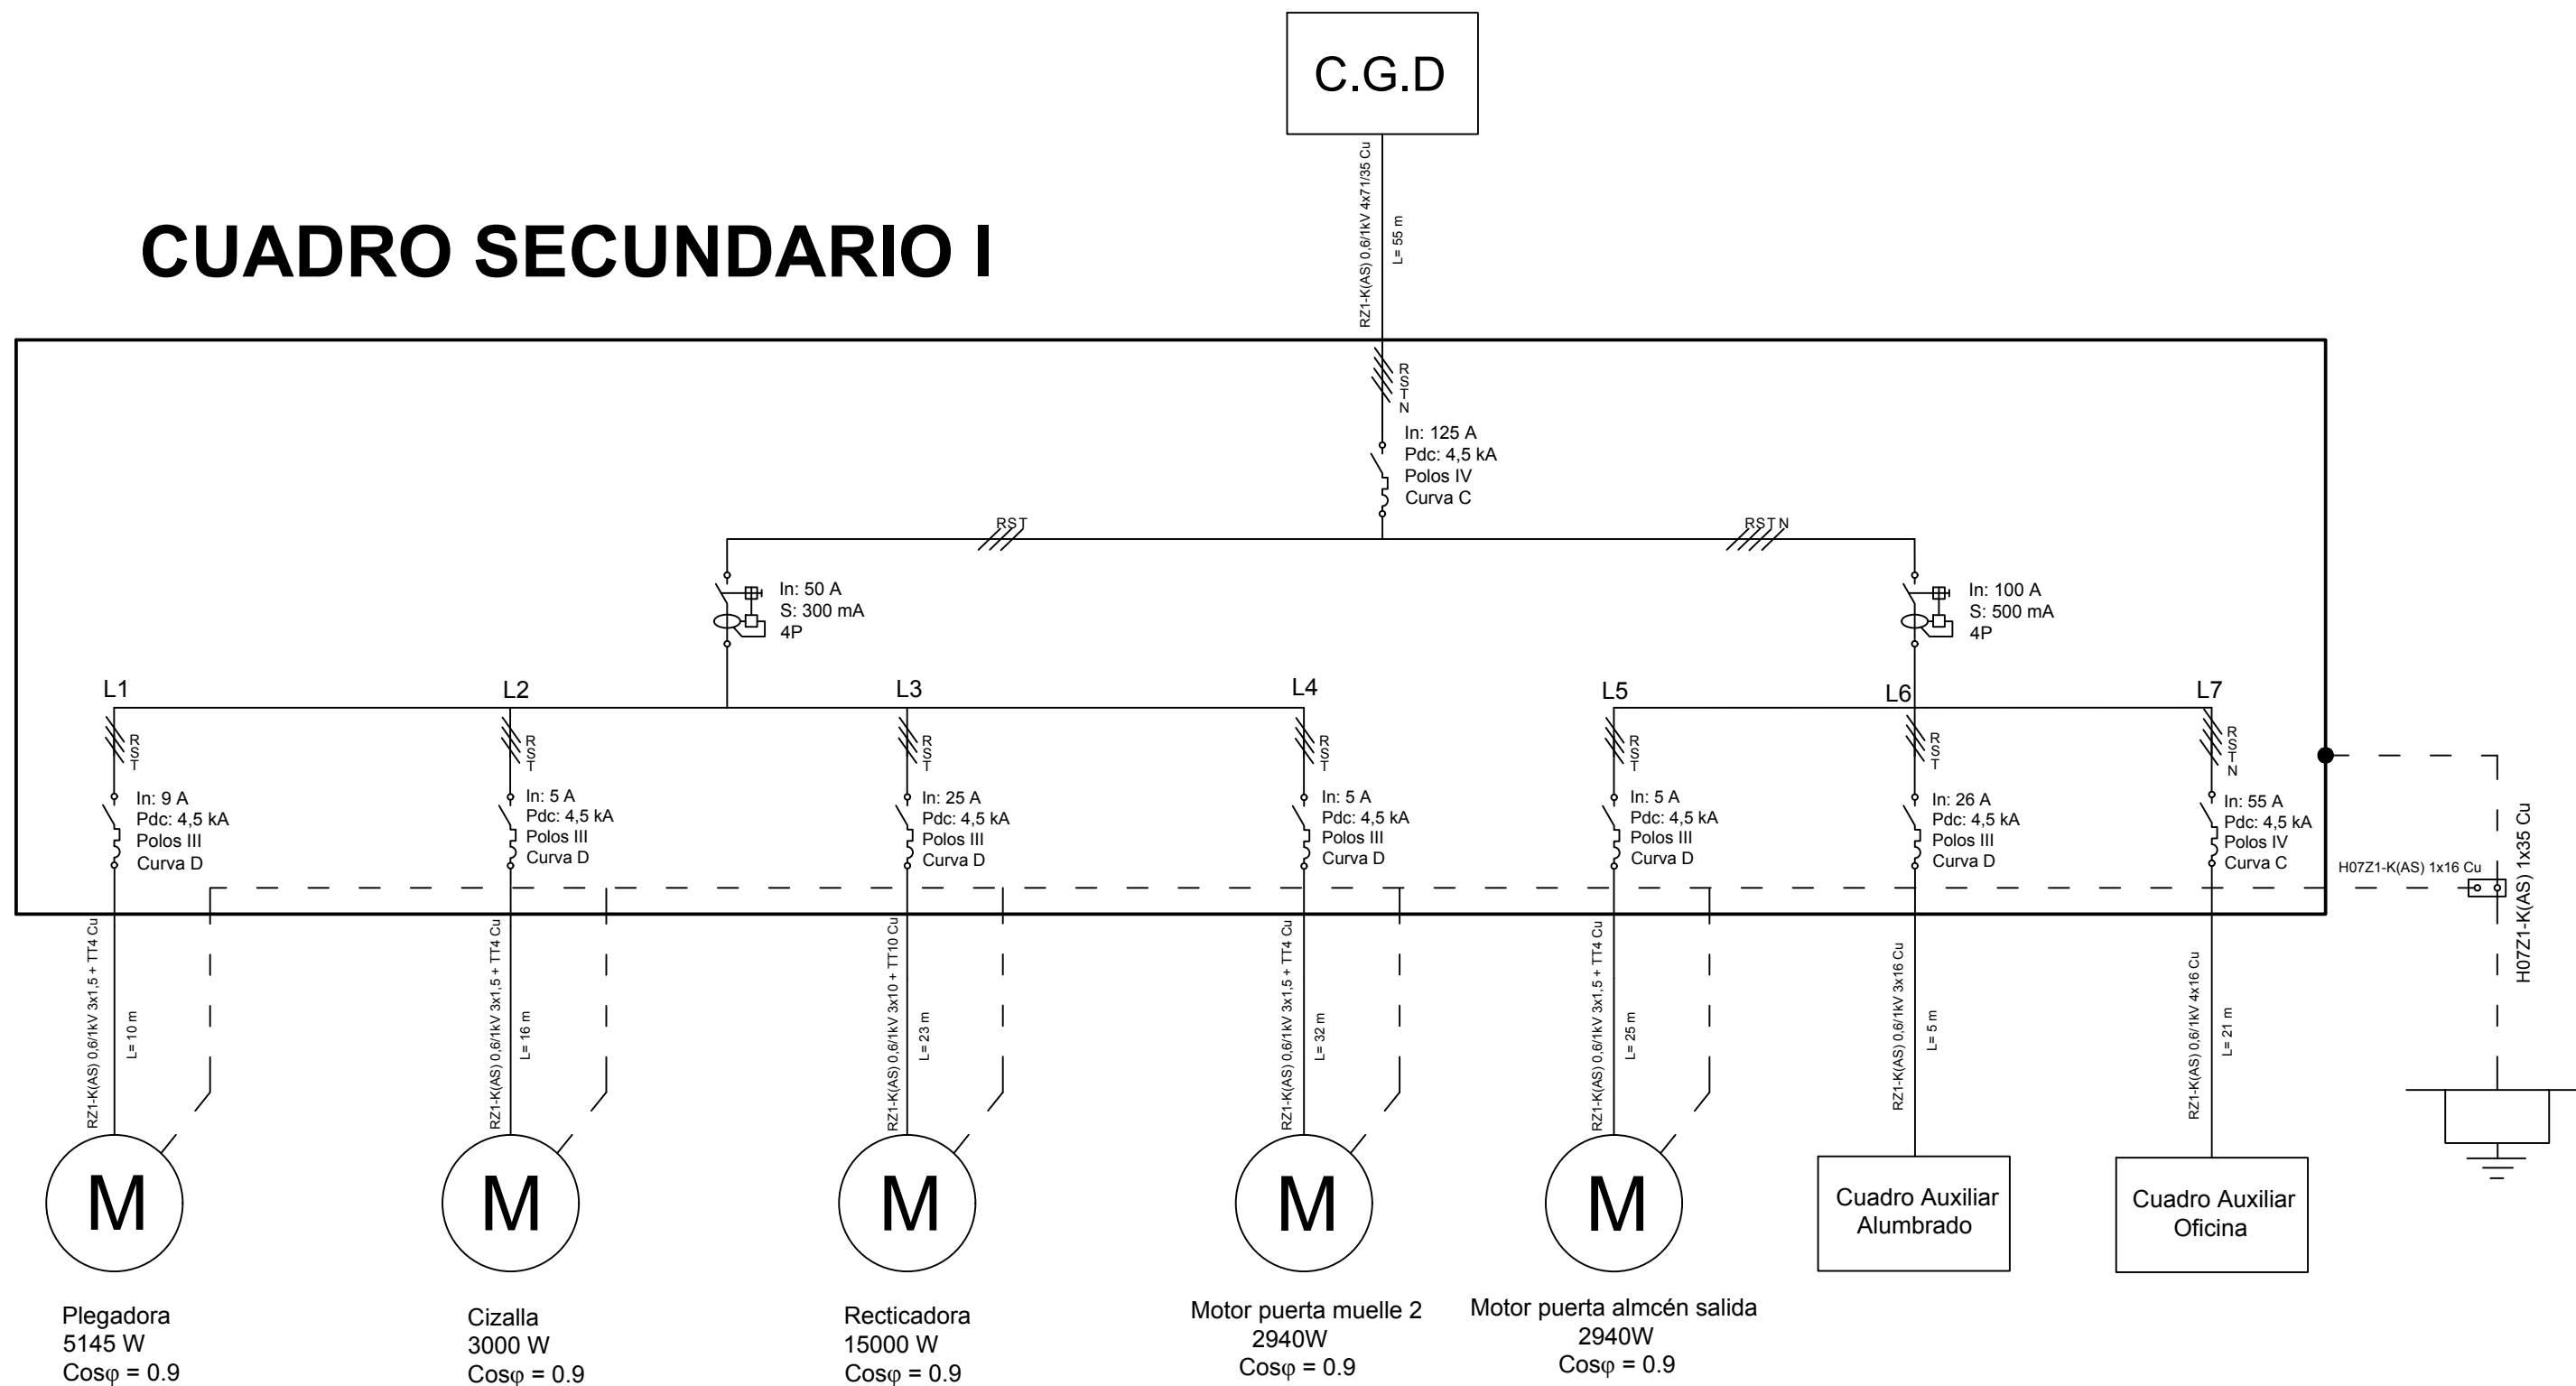 C.G.D
RZ1-K(AS) 0,6/1kV 4x71/35 Cu
L= 55 m
CUADRO SECUNDARIO I
R
S
T
N
In: 125 A
Pdc: 4,5 kA
Polos IV
Curva C
RST
RSTN
In: 50 A
S: 300 mA
4P
In: 100 A
S: 500 mA
4P
L1
R
S
T
In: 9 A
Pdc: 4,5 kA
Polos III
Curva D
RZ1-K(AS) 0,6/1kV 3x1,5 + TT4 Cu
L= 10 m
M
Plegadora
5145 W
Cosφ = 0.9
L2
R
S
T
In: 5 A
Pdc: 4,5 kA
Polos III
Curva D
RZ1-K(AS) 0,6/1kV 3x1,5 + TT4 Cu
L= 16 m
M
Cizalla
3000 W
Cosφ = 0.9
L3
R
S
T
In: 25 A
Pdc: 4,5 kA
Polos III
Curva D
RZ1-K(AS) 0,6/1kV 3x10 + TT10 Cu
L= 23 m
M
Recticadora
15000 W
Cosφ = 0.9
L4
R
S
T
In: 5 A
Pdc: 4,5 kA
Polos III
Curva D
RZ1-K(AS) 0,6/1kV 3x1,5 + TT4 Cu
L= 32 m
M
Motor puerta muelle 2
2940W
Cosφ = 0.9
L5
R
S
T
In: 5 A
Pdc: 4,5 kA
Polos III
Curva D
RZ1-K(AS) 0,6/1kV 3x1,5 + TT4 Cu
L= 25 m
M
Motor puerta almcén salida
2940W
Cosφ = 0.9
L6
R
S
T
In: 26 A
Pdc: 4,5 kA
Polos III
Curva D
RZ1-K(AS) 0,6/1kV 3x16 Cu
L= 5 m
Cuadro Auxiliar
Alumbrado
L7
R
S
T
N
In: 55 A
Pdc: 4,5 kA
Polos IV
Curva C
RZ1-K(AS) 0,6/1kV 4x16 Cu
L= 21 m
Cuadro Auxiliar
Oficina
H07Z1-K(AS) 1x16 Cu
H07Z1-K(AS) 1x35 Cu